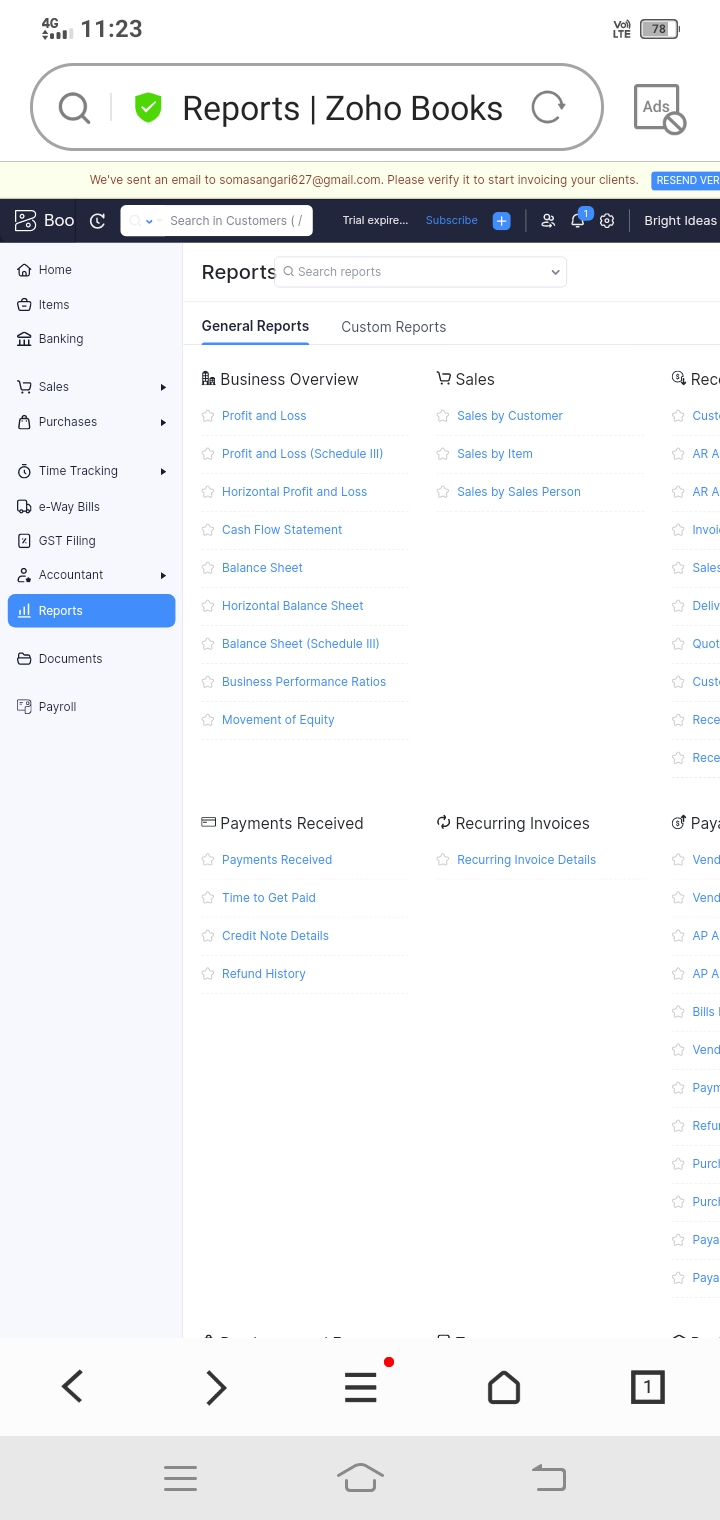 4G 11:23 Vo) LTE 78
Reports | Zoho Books Ads
We've sent an email to somasangari627@gmail.com. Please verify it to start invoicing your clients. RESEND VER
Boo Search in Customers ( / Trial expire... Subscribe 1 Bright Ideas
Home
Items
Banking
Sales
Purchases
Time Tracking
e-Way Bills
GST Filing
Accountant
Reports
Documents
Payroll
Reports Search reports
General Reports Custom Reports
Business Overview
Profit and Loss
Profit and Loss (Schedule III)
Horizontal Profit and Loss
Cash Flow Statement
Balance Sheet
Horizontal Balance Sheet
Balance Sheet (Schedule III)
Business Performance Ratios
Movement of Equity
Sales
Sales by Customer
Sales by Item
Sales by Sales Person
Rece
Custo
AR A
AR A
Invoi
Sales
Deliv
Quot
Custo
Rece
Rece
Payments Received
Payments Received
Time to Get Paid
Credit Note Details
Refund History
Recurring Invoices
Recurring Invoice Details
Paya
Vend
Vend
AP A
AP A
Bills
Vend
Paym
Refu
Purch
Purch
Paya
Paya
1